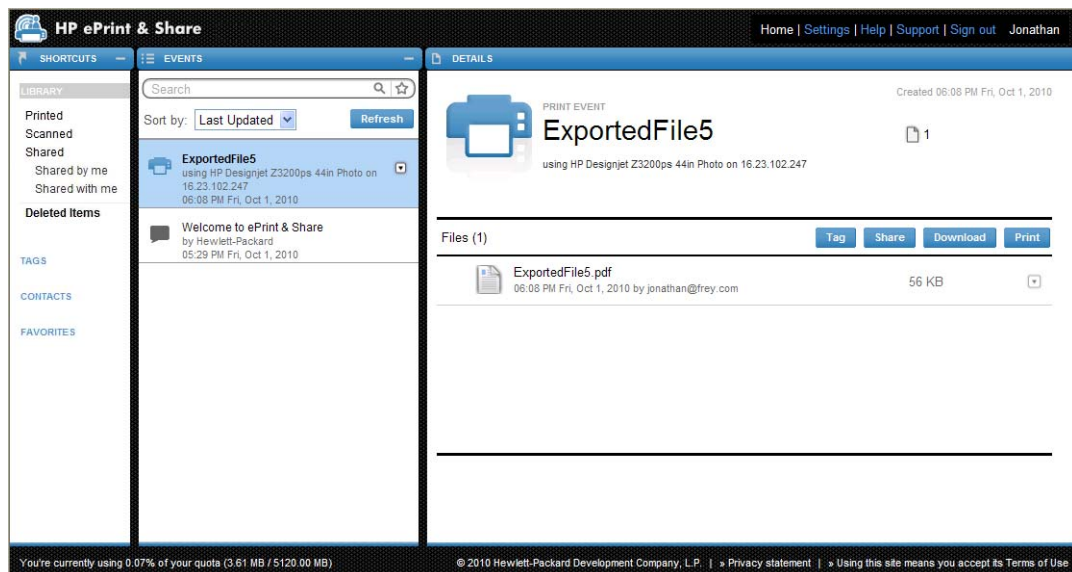 HP ePrint & Share
Home | Settings | Help | Support | Sign out Jonathan
SHORTCUTS
LIBRARY
Printed
Scanned
Shared
Shared by me
Shared with me
Deleted Items
TAGS
CONTACTS
FAVORITES
EVENTS
Search
Sort by: Last Updated Refresh
ExportedFile5
using HP Designjet Z3200ps 44in Photo on
16.23.102.247
06:08 PM Fri, Oct 1, 2010
Welcome to ePrint & Share
by Hewlett-Packard
05:29 PM Fri, Oct 1, 2010
DETAILS
Created 06:08 PM Fri, Oct 1, 2010
PRINT EVENT
ExportedFile5
1
using HP Designjet Z3200ps 44in Photo on 16.23.102.247
Files (1) Tag Share Download Print
ExportedFile5.pdf
06:08 PM Fri, Oct 1, 2010 by jonathan@frey.com
56 KB
You're currently using 0.07% of your quota (3.61 MB / 5120.00 MB)
© 2010 Hewlett-Packard Development Company, L.P. | » Privacy statement | » Using this site means you accept its Terms of Use